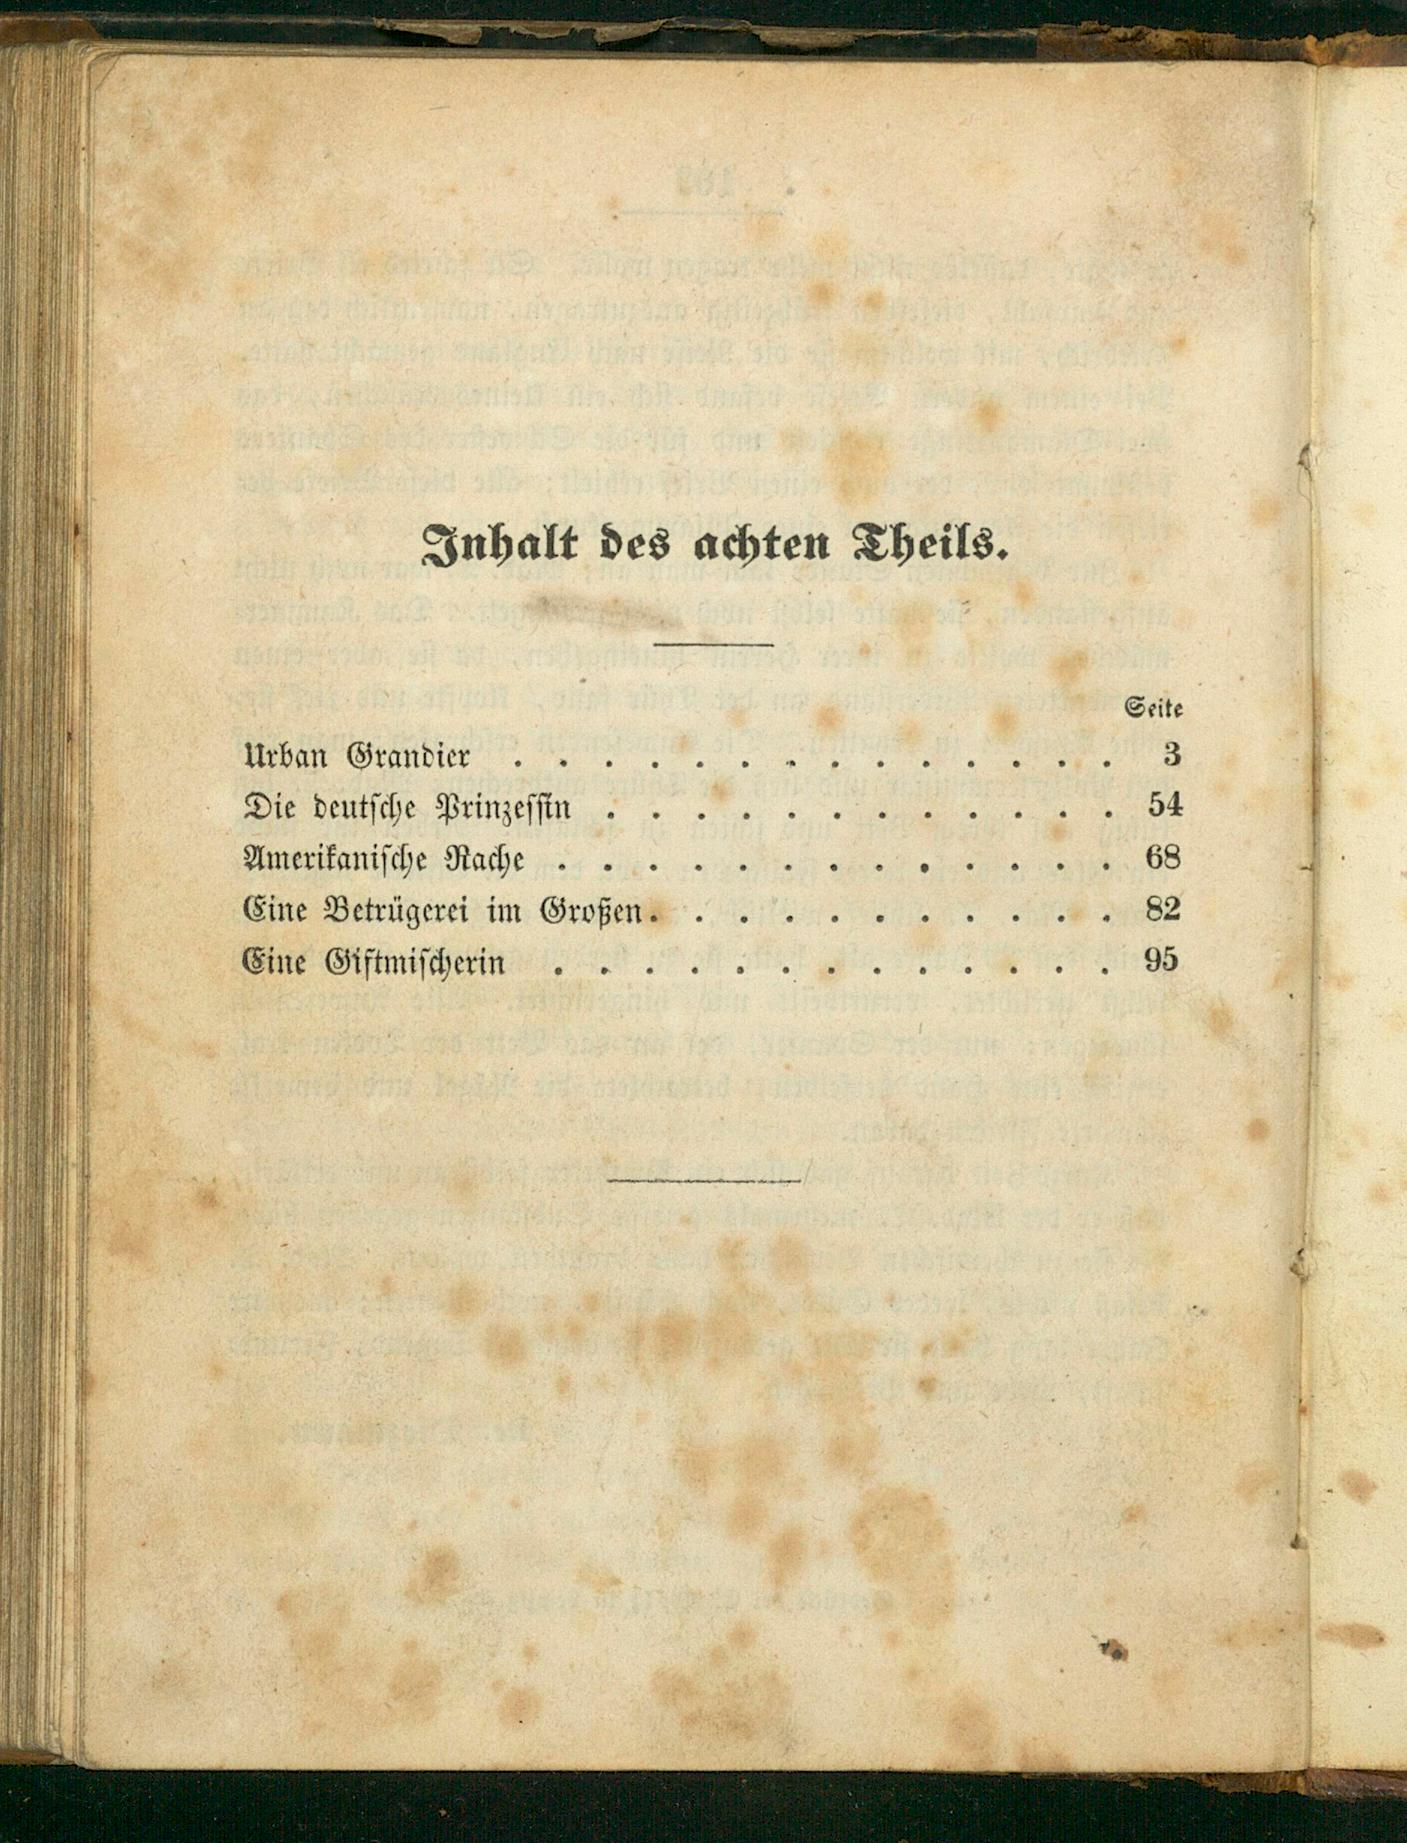 Inhalt des achten Theils.
Seite
Urban Grandier . . . . . . . . . . . . . . 3
Die deutsche Prinzessin . . . . . . . . . . . . 54
Amerikanische Rache . . . . . . . . . . . . . 68
Eine Betrügerei im Großen . . . . . . . . . . . 82
Eine Giftmischerin . . . . . . . . . . . . . 95